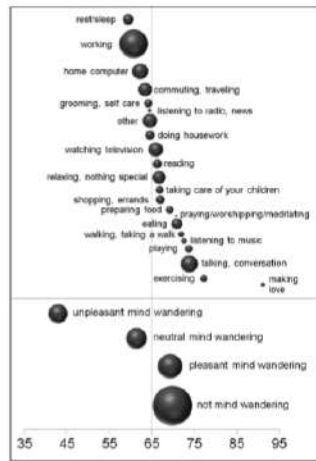 rest/sleep
working
home computer
commuting, traveling
grooming, self care
listening to radio, news
other
doing housework
watching television
reading
relaxing, nothing special
taking care of your children
shopping, errands
preparing food
praying/worshipping/meditating
eating
walking, taking a walk
listening to music
playing
talking, conversation
exercising
making
love
unpleasant mind wandering
neutral mind wandering
pleasant mind wandering
not mind wandering
35 45 55 65 75 85 95